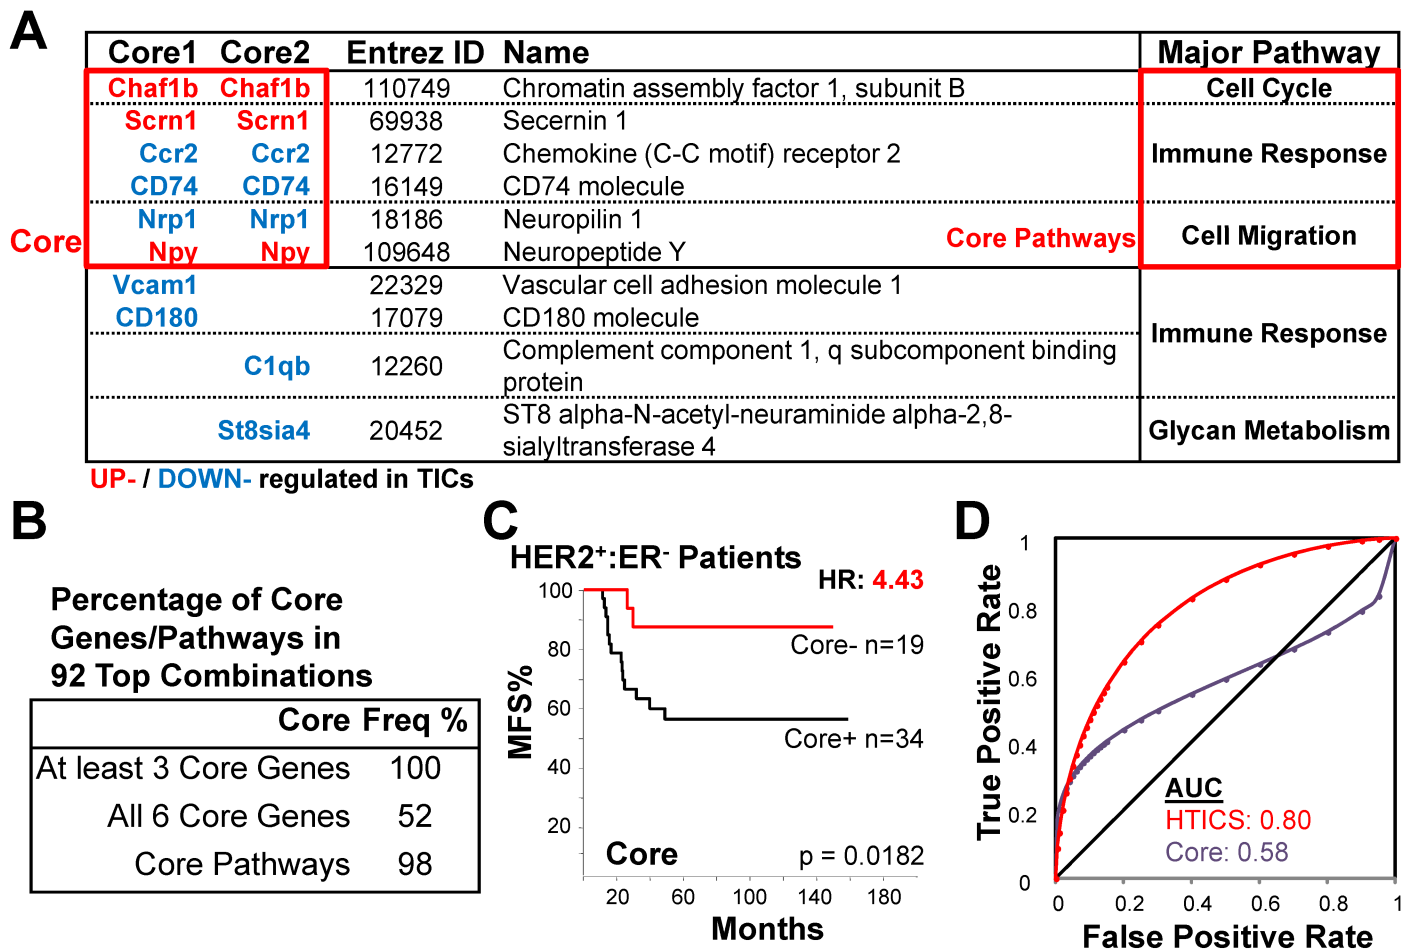 A
Core1 Core2 Entrez ID Name Major Pathway
Chaf1b Chaf1b 110749 Chromatin assembly factor 1, subunit B Cell Cycle
Scrn1 Scrn1 69938 Secernin 1
Ccr2 Ccr2 12772 Chemokine (C-C motif) receptor 2 Immune Response
CD74 CD74 16149 CD74 molecule
Nrp1 Nrp1 18186 Neuropilin 1
Core Core Pathways Cell Migration
Npy Npy 109648 Neuropeptide Y
Vcam1 22329 Vascular cell adhesion molecule 1
CD180 17079 CD180 molecule
Immune Response
C1qb 12260 Complement component 1, q subcomponent binding
protein
St8sia4 20452 ST8 alpha-N-acetyl-neuraminide alpha-2,8-
sialyltransferase 4
Glycan Metabolism
UP- / DOWN- regulated in TICs
B
Percentage of Core
Genes/Pathways in
92 Top Combinations
Core Freq %
At least 3 Core Genes 100
All 6 Core Genes 52
Core Pathways 98
C
HER2+:ER- Patients
HR: 4.43
100
80
60
40
20
MFS%
Core- n=19
Core+ n=34
Core p = 0.0182
20 60 100 140 180
Months
D
1
0.8
0.6
0.4
0.2
0
True Positive Rate
AUC
HTICS: 0.80
Core: 0.58
0 0.2 0.4 0.6 0.8 1
False Positive Rate